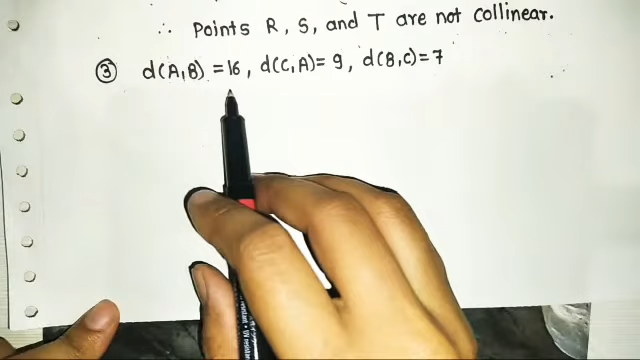 ∴ Points R, S, and T are not collinear.
③ d(A,B) = 16, d(C,A) = 9, d(B,C) = 7